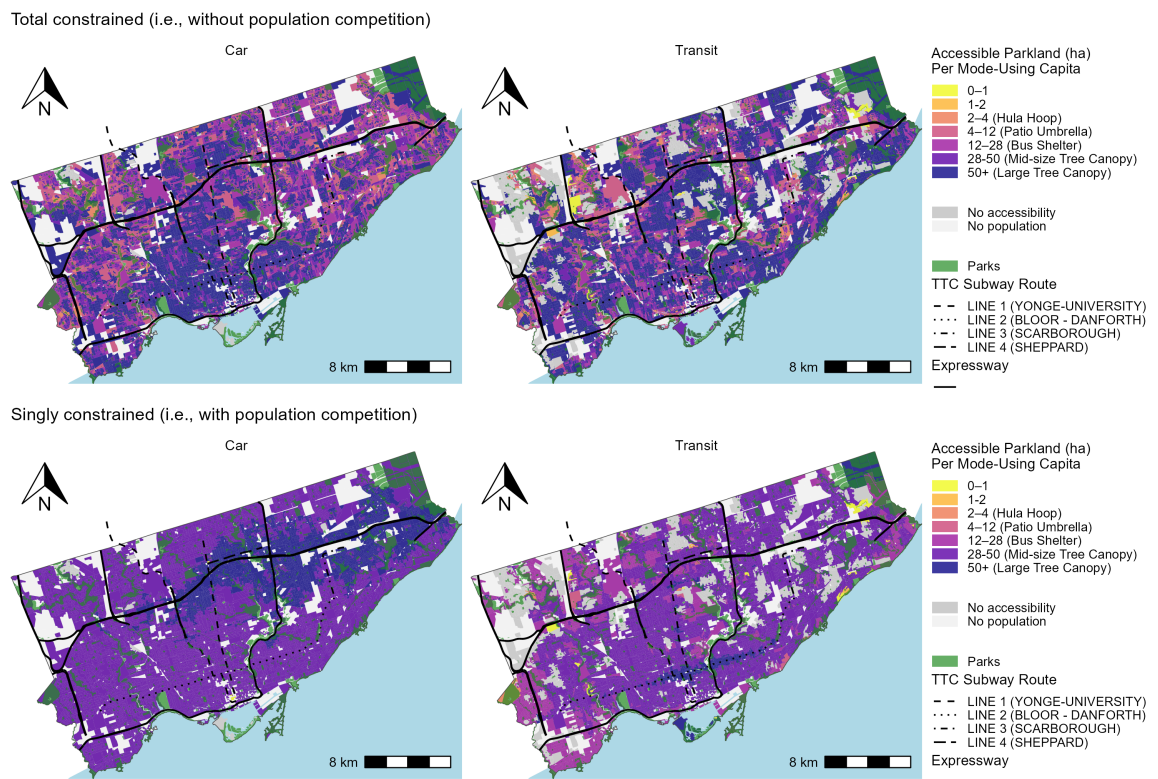 Total constrained (i.e., without population competition)
Car
Transit
N
N
8 km
8 km
Accessible Parkland (ha)
Per Mode-Using Capita
0–1
1-2
2–4 (Hula Hoop)
4–12 (Patio Umbrella)
12–28 (Bus Shelter)
28-50 (Mid-size Tree Canopy)
50+ (Large Tree Canopy)
No accessibility
No population
Parks
TTC Subway Route
LINE 1 (YONGE-UNIVERSITY)
LINE 2 (BLOOR - DANFORTH)
LINE 3 (SCARBOROUGH)
LINE 4 (SHEPPARD)
Expressway
Singly constrained (i.e., with population competition)
Car
Transit
N
N
8 km
8 km
Accessible Parkland (ha)
Per Mode-Using Capita
0–1
1-2
2–4 (Hula Hoop)
4–12 (Patio Umbrella)
12–28 (Bus Shelter)
28-50 (Mid-size Tree Canopy)
50+ (Large Tree Canopy)
No accessibility
No population
Parks
TTC Subway Route
LINE 1 (YONGE-UNIVERSITY)
LINE 2 (BLOOR - DANFORTH)
LINE 3 (SCARBOROUGH)
LINE 4 (SHEPPARD)
Expressway